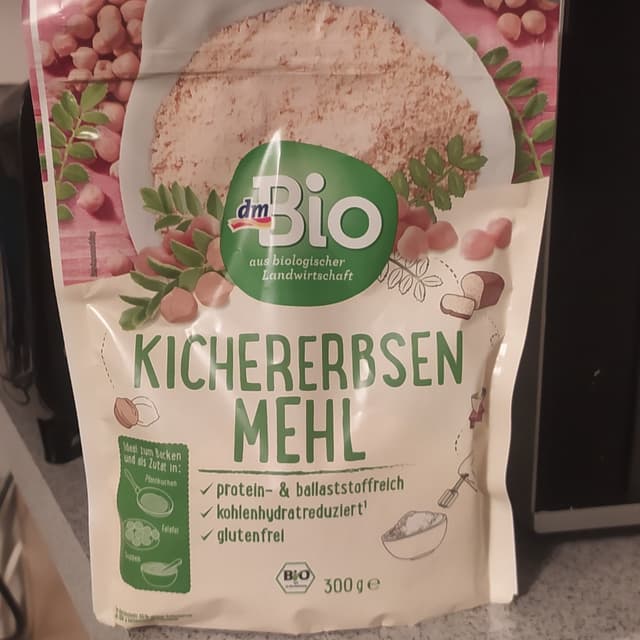 dm Bio
aus biologischer
Landwirtschaft
KICHERERBSEN
MEHL
Ideal zum Backen
und als Zutat in:
Pfannkuchen
Falafel
Suppen
✓ protein- & ballaststoffreich
✓ kohlenhydratreduziert¹
✓ glutenfrei
BIO
300 g e